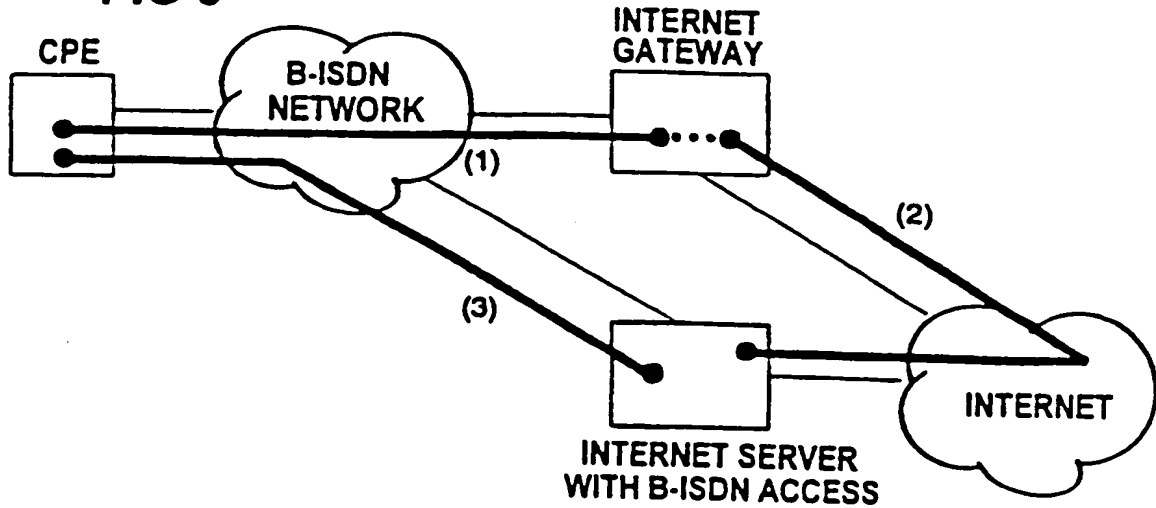 CPE
B-ISDN
NETWORK
INTERNET
GATEWAY
(1)
(2)
(3)
INTERNET
INTERNET SERVER
WITH B-ISDN ACCESS